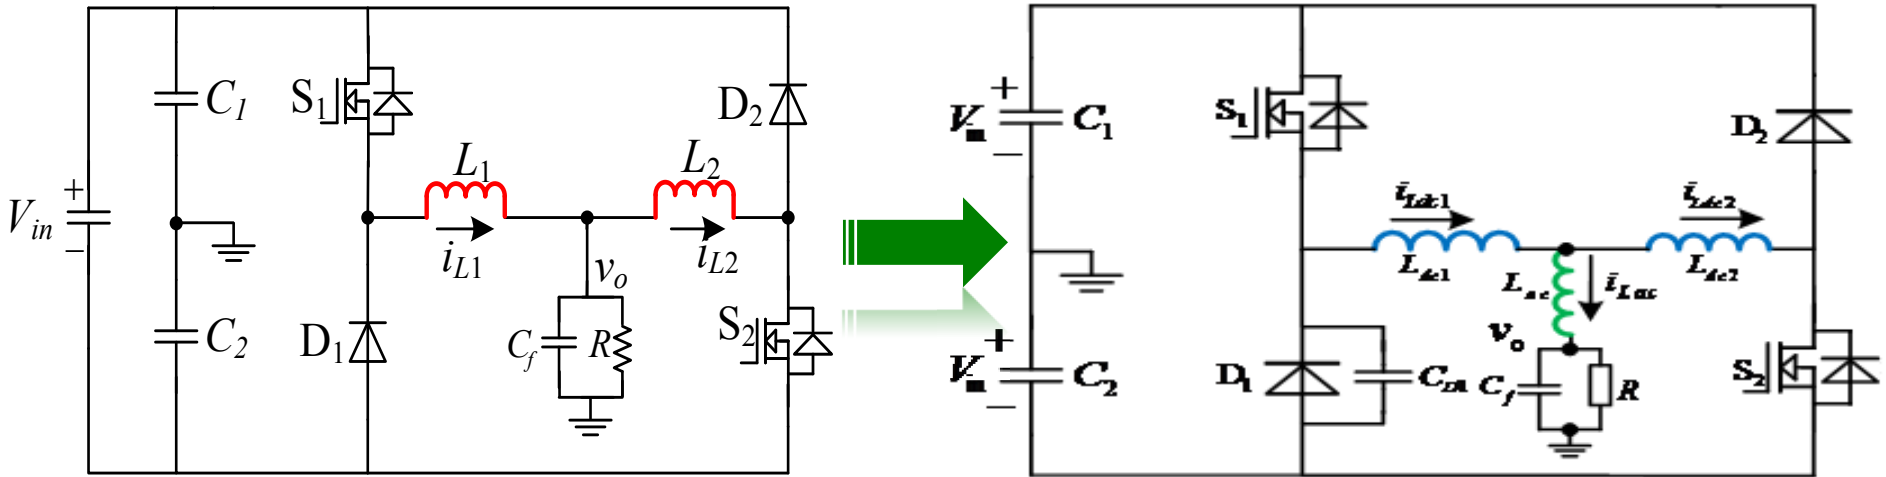 S1
C1
D2
L1
L2
+
Vin
−
iL1
iL2
vo
C2
D1
Cf
R
S2
+
C1
−
S1
D2
iLdc1
iLdc2
Ldc1
Ldc2
Lac
iLac
vo
+
C2
−
D1
Cf
R
S2